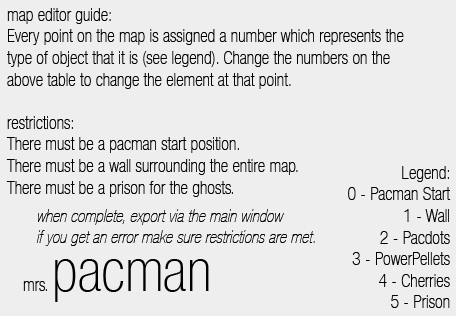 map editor guide:
Every point on the map is assigned a number which represents the
type of object that it is (see legend). Change the numbers on the
above table to change the element at that point.
restrictions:
There must be a pacman start position.
There must be a wall surrounding the entire map.
There must be a prison for the ghosts.
when complete, export via the main window
if you get an error make sure restrictions are met.
mrs. pacman
Legend:
0 - Pacman Start
1 - Wall
2 - Pacdots
3 - PowerPellets
4 - Cherries
5 - Prison